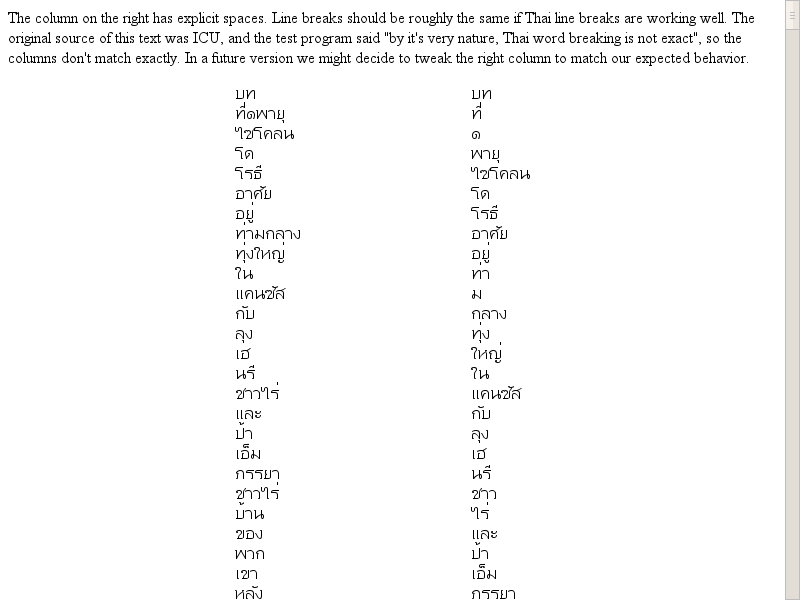 The column on the right has explicit spaces. Line breaks should be roughly the same if Thai line breaks are working well. The
original source of this text was ICU, and the test program said "by it's very nature, Thai word breaking is not exact", so the
columns don't match exactly. In a future version we might decide to tweak the right column to match our expected behavior.
บท
ที่๑พายุ
ไซโคลน
โด
โรธี
อาศัย
อยู่
ท่ามกลาง
ทุ่งใหญ่
ใน
แคนซัส
กับ
ลุง
เฮ
นรี
ชาวไร่
และ
ป้า
เอ็ม
ภรรยา
ชาวไร่
บ้าน
ของ
พวก
เขา
หลัง
บท
ที่
๑
พายุ
ไซโคลน
โด
โรธี
อาศัย
อยู่
ท่า
ม
กลาง
ทุ่ง
ใหญ่
ใน
แคนซัส
กับ
ลุง
เฮ
นรี
ชาว
ไร่
และ
ป้า
เอ็ม
ภรรยา